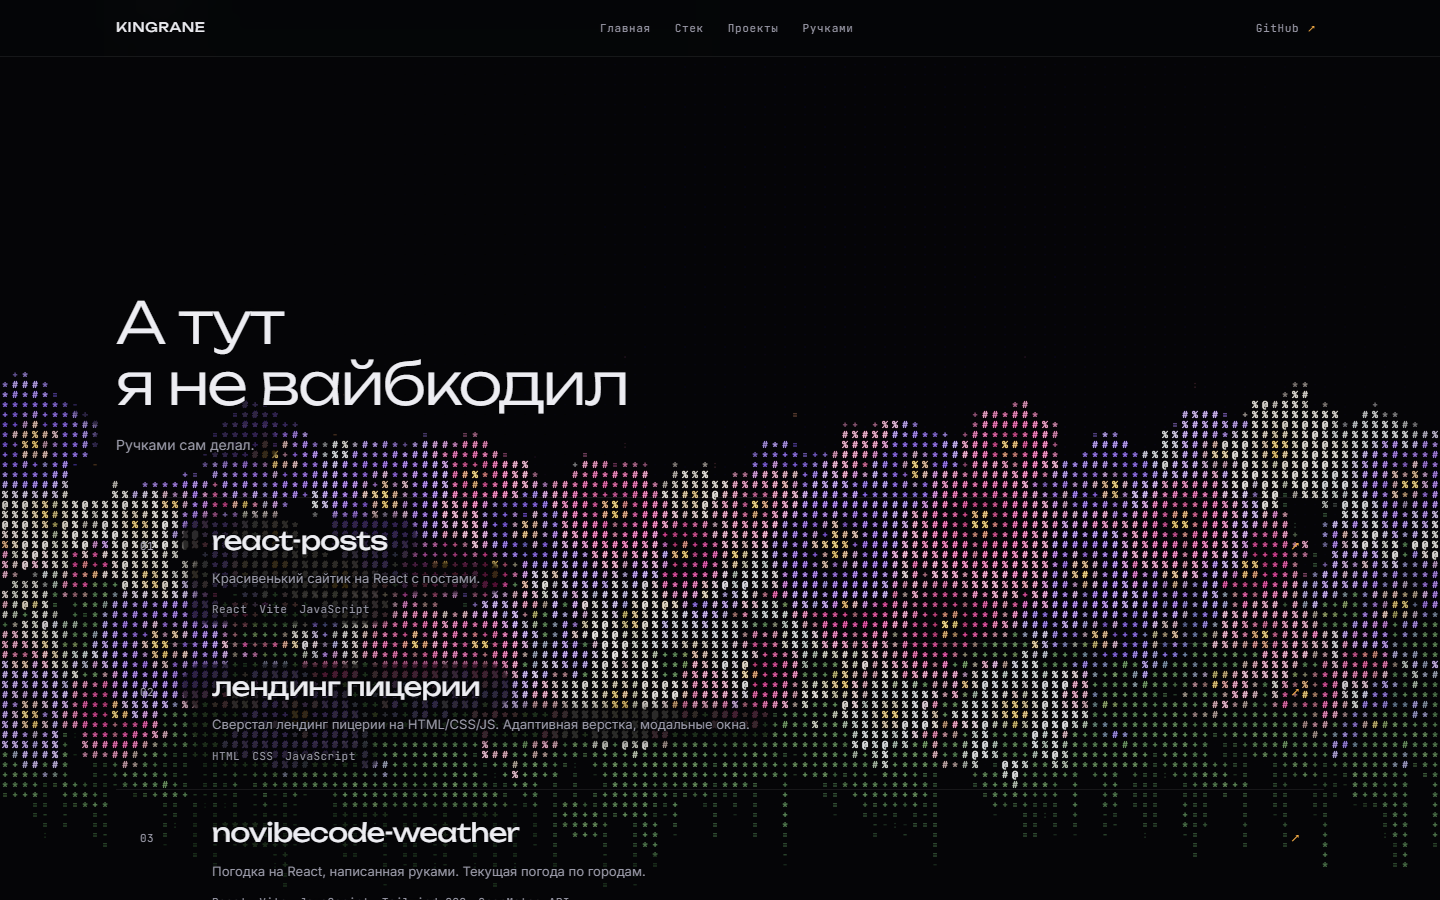 KINGRANE
Главная Стек Проекты Ручками
GitHub ↗
А тут
я не вайбкодил
Ручками сам делал.
01
react-posts
Красивенький сайтик на React с постами.
React Vite JavaScript
02
лендинг пицерии
Сверстал лендинг пицерии на HTML/CSS/JS. Адаптивная верстка, модальные окна.
HTML CSS JavaScript
03
novibecode-weather
↗
Погодка на React, написанная руками. Текущая погода по городам.